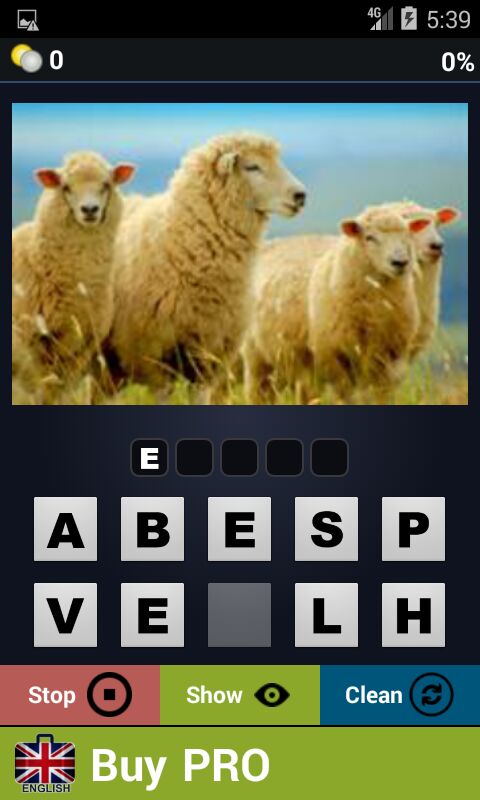 4G 5:39
0 0%
E
A B E S P
V E L H
Stop Show Clean
ENGLISH Buy PRO